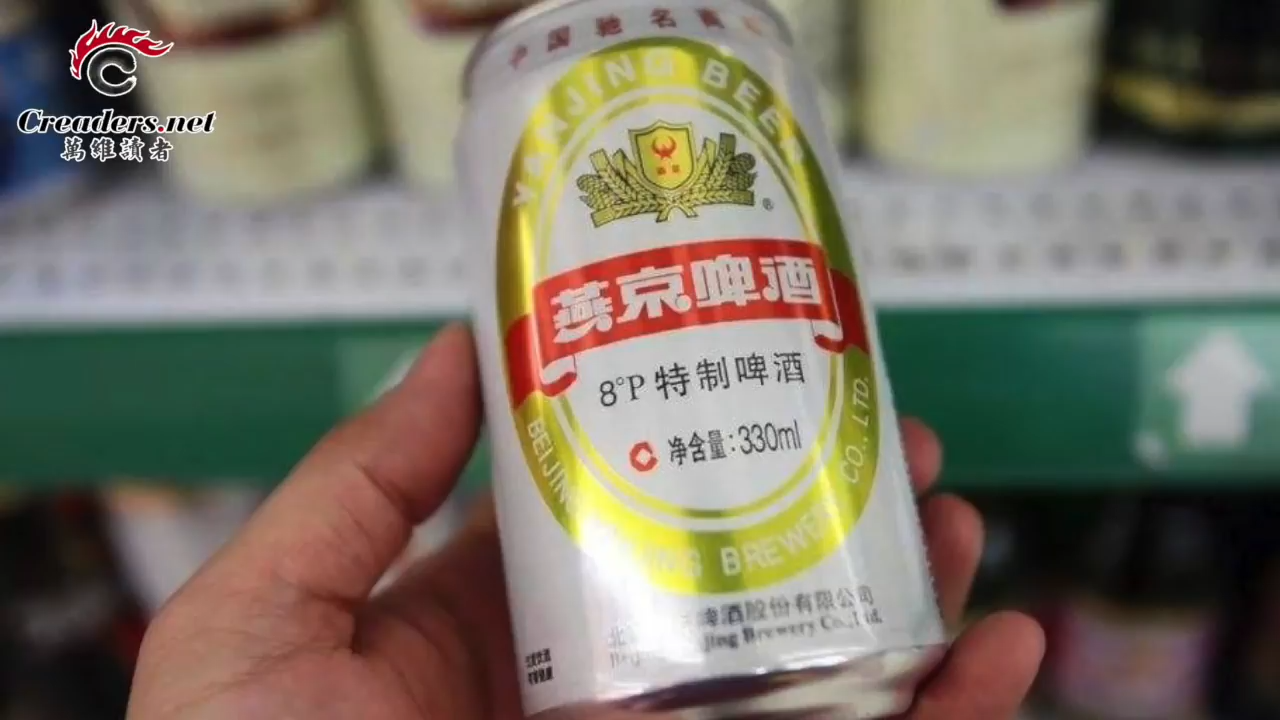 Creaders.net
萬維讀者
中国驰名商
YANJING BEER
®
燕京啤酒
8°P 特制啤酒
净含量:330ml
BEIJING YANJING BREWERY CO., LTD.
啤酒股份有限公司
jing Brewery Co.,Ltd.